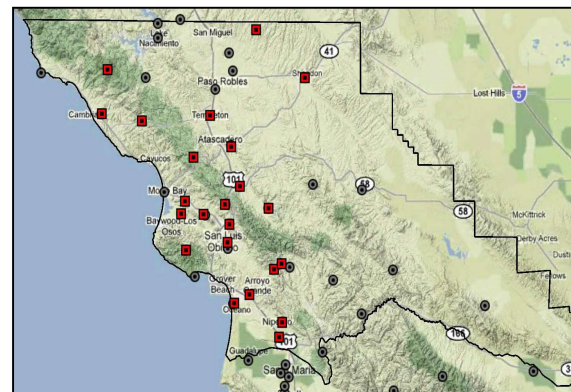 San Miguel
Lake
Nacimiento
41
Paso Robles
Shandon
Lost Hills
5
Cambria
Templeton
Atascadero
Cayucos
101
58
Morro Bay
58
McKittrick
Baywood-Los
Osos
San Luis
Obispo
Derby Acres
Fellows
Grover
Beach
Arroyo
Grande
Oceano
Nipomo
166
Guadalupe
101
Santa Maria